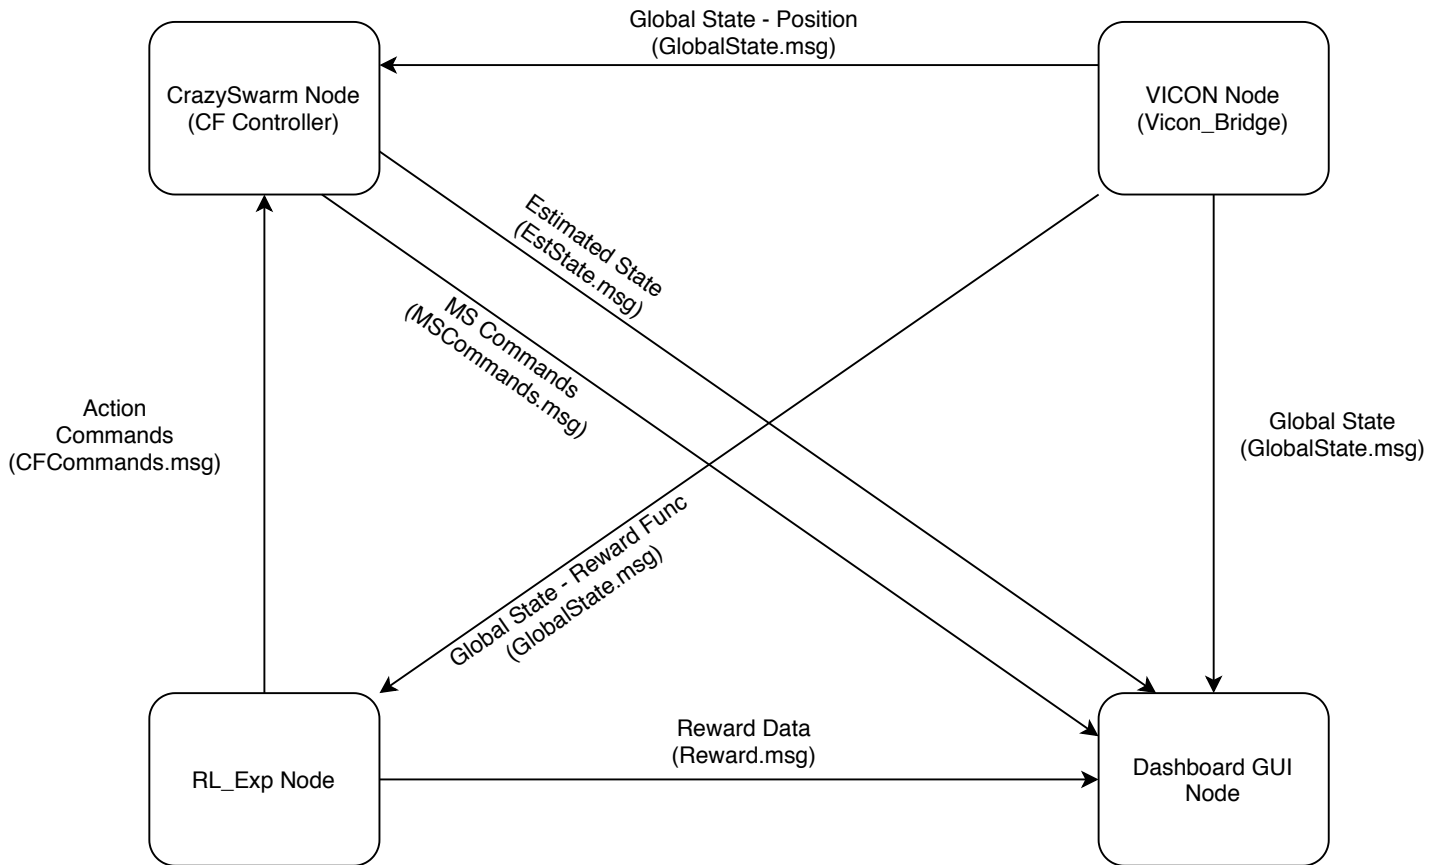 Global State - Position
(GlobalState.msg)
CrazySwarm Node
(CF Controller)
VICON Node
(Vicon_Bridge)
Estimated State
(EstState.msg)
MS Commands
(MSCommands.msg)
Action
Commands
(CFCommands.msg)
Global State
(GlobalState.msg)
Global State - Reward Func
(GlobalState.msg)
Reward Data
(Reward.msg)
RL_Exp Node
Dashboard GUI
Node